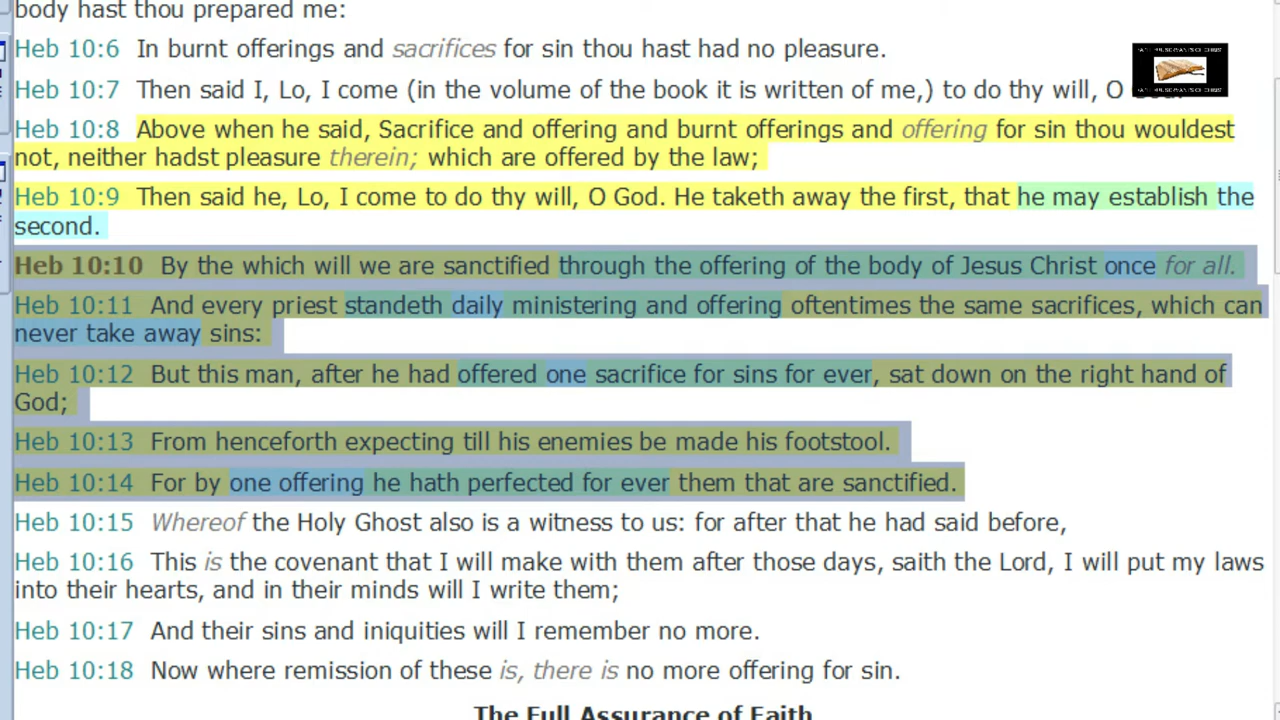 body hast thou prepared me:
Heb 10:6 In burnt offerings and sacrifices for sin thou hast had no pleasure.
Heb 10:7 Then said I, Lo, I come (in the volume of the book it is written of me,) to do thy will, O
Heb 10:8 Above when he said, Sacrifice and offering and burnt offerings and offering for sin thou wouldest
not, neither hadst pleasure therein; which are offered by the law;
Heb 10:9 Then said he, Lo, I come to do thy will, O God. He taketh away the first, that he may establish the
second.
Heb 10:10 By the which will we are sanctified through the offering of the body of Jesus Christ once for all.
Heb 10:11 And every priest standeth daily ministering and offering oftentimes the same sacrifices, which can
never take away sins:
Heb 10:12 But this man, after he had offered one sacrifice for sins for ever, sat down on the right hand of
God;
Heb 10:13 From henceforth expecting till his enemies be made his footstool.
Heb 10:14 For by one offering he hath perfected for ever them that are sanctified.
Heb 10:15 Whereof the Holy Ghost also is a witness to us: for after that he had said before,
Heb 10:16 This is the covenant that I will make with them after those days, saith the Lord, I will put my laws
into their hearts, and in their minds will I write them;
Heb 10:17 And their sins and iniquities will I remember no more.
Heb 10:18 Now where remission of these is, there is no more offering for sin.
The Full Assurance of Faith